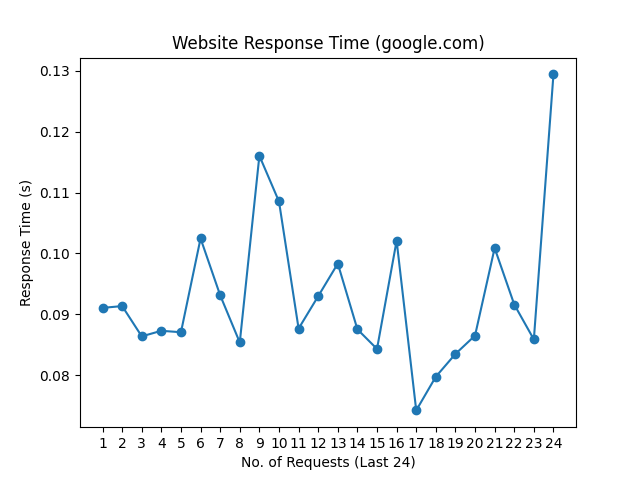 Website Response Time (google.com)
Response Time (s)
0.13
0.12
0.11
0.10
0.09
0.08
1 2 3 4 5 6 7 8 9 10 11 12 13 14 15 16 17 18 19 20 21 22 23 24
No. of Requests (Last 24)